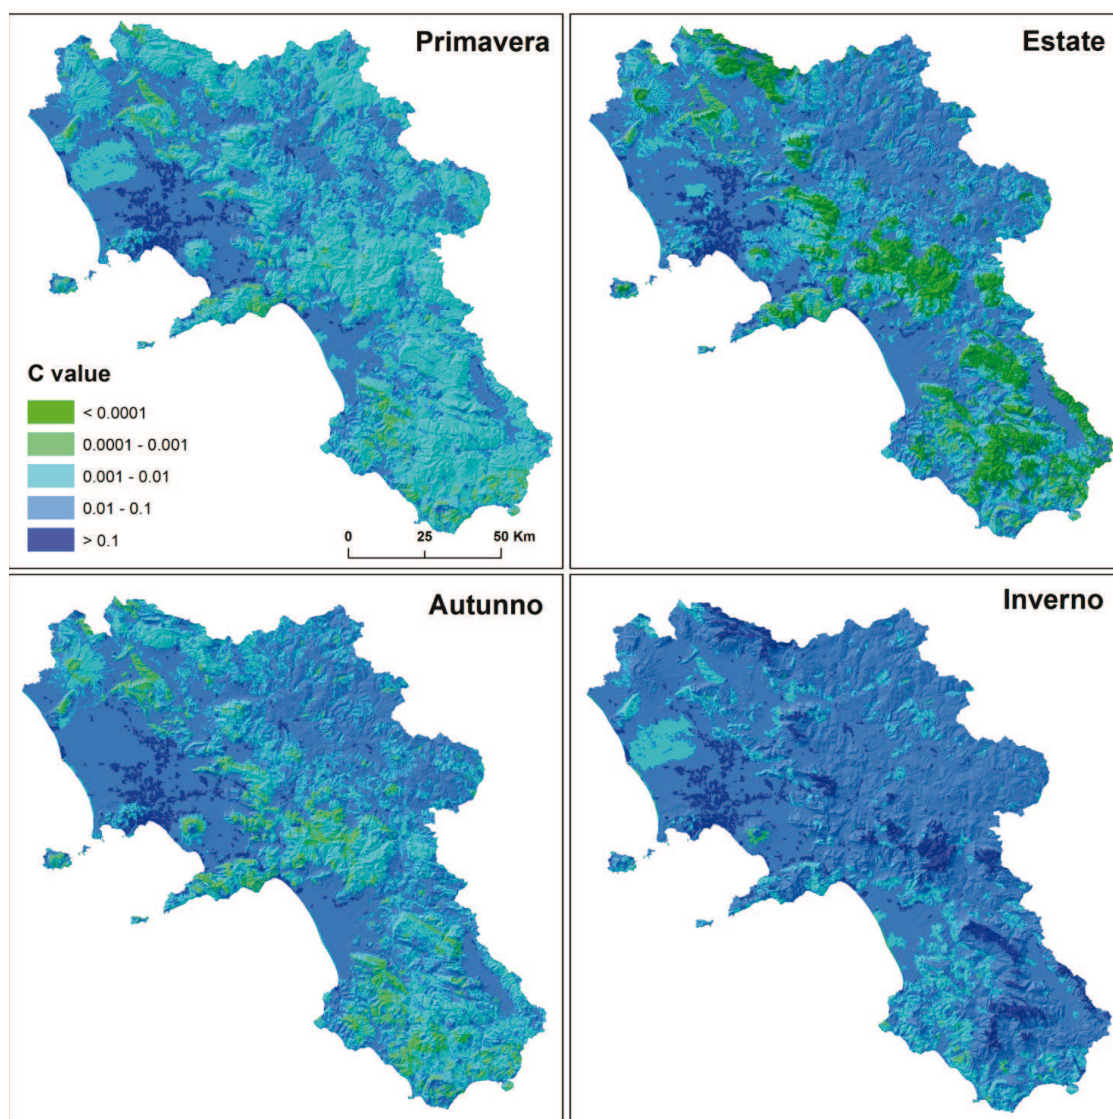 Primavera
Estate
C value
< 0.0001
0.0001 - 0.001
0.001 - 0.01
0.01 - 0.1
> 0.1
0 25 50 Km
Autunno
Inverno